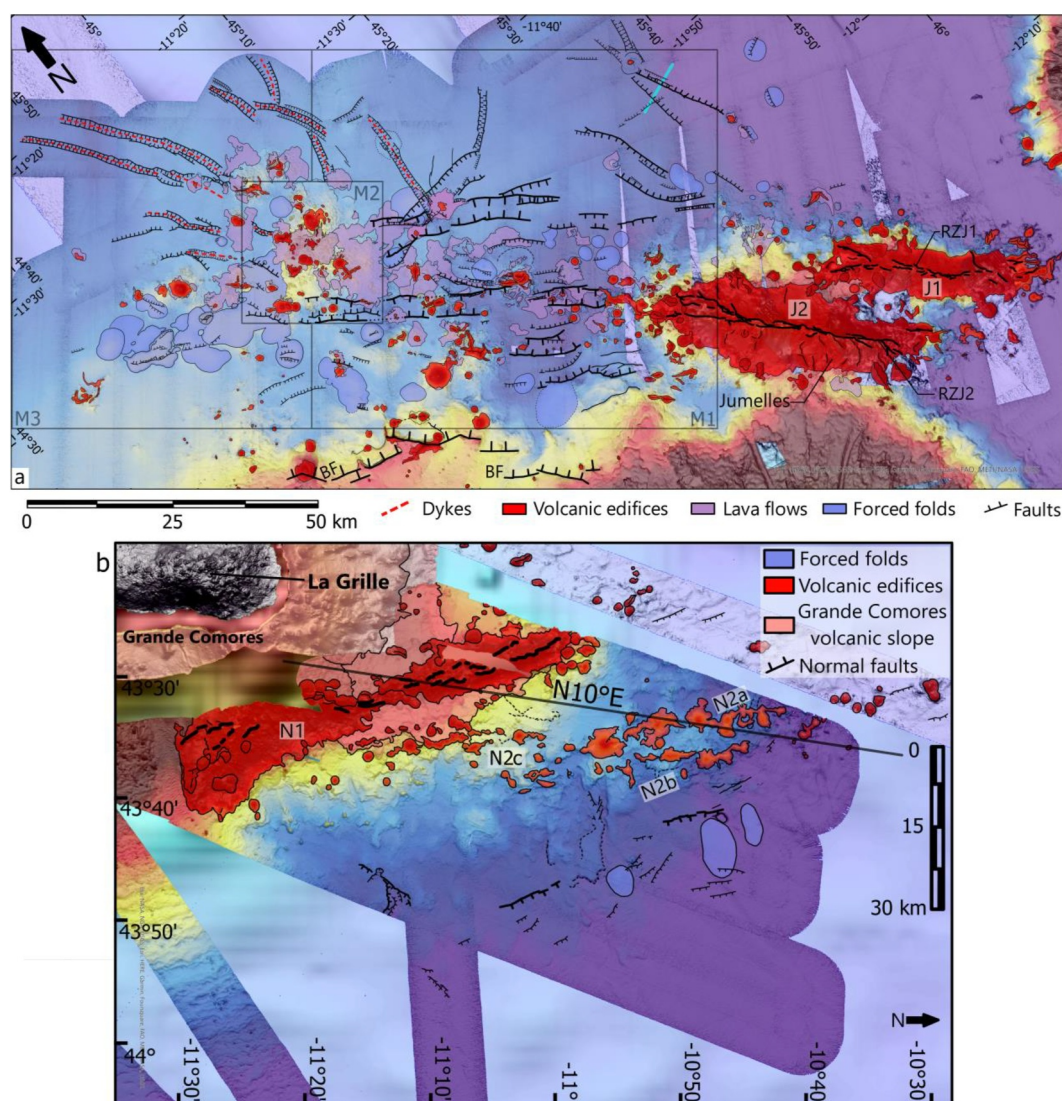 -45°
-11°20'
45°10'
-11°30'
45°20'
45°30'
-11°40'
45°40'
-11°50'
45°50'
-12°
46°
-12°10'
N
45°50'
-11°20'
M2
44°40'
-11°30'
RZJ1
J1
J2
Jumelles
RZJ2
M3
M1
44°30'
BF
BF
a
0 25 50 km
Dykes
Volcanic edifices
Lava flows
Forced folds
Faults
b
La Grille
Grande Comores
Forced folds
Volcanic edifices
Grande Comores
volcanic slope
Normal faults
43°30'
N10°E
N2a
N1
N2c
N2b
0
43°40'
15
30 km
43°50'
N
44°
-11°30'
-11°20'
-11°10'
-11°
-10°50'
-10°40'
-10°30'